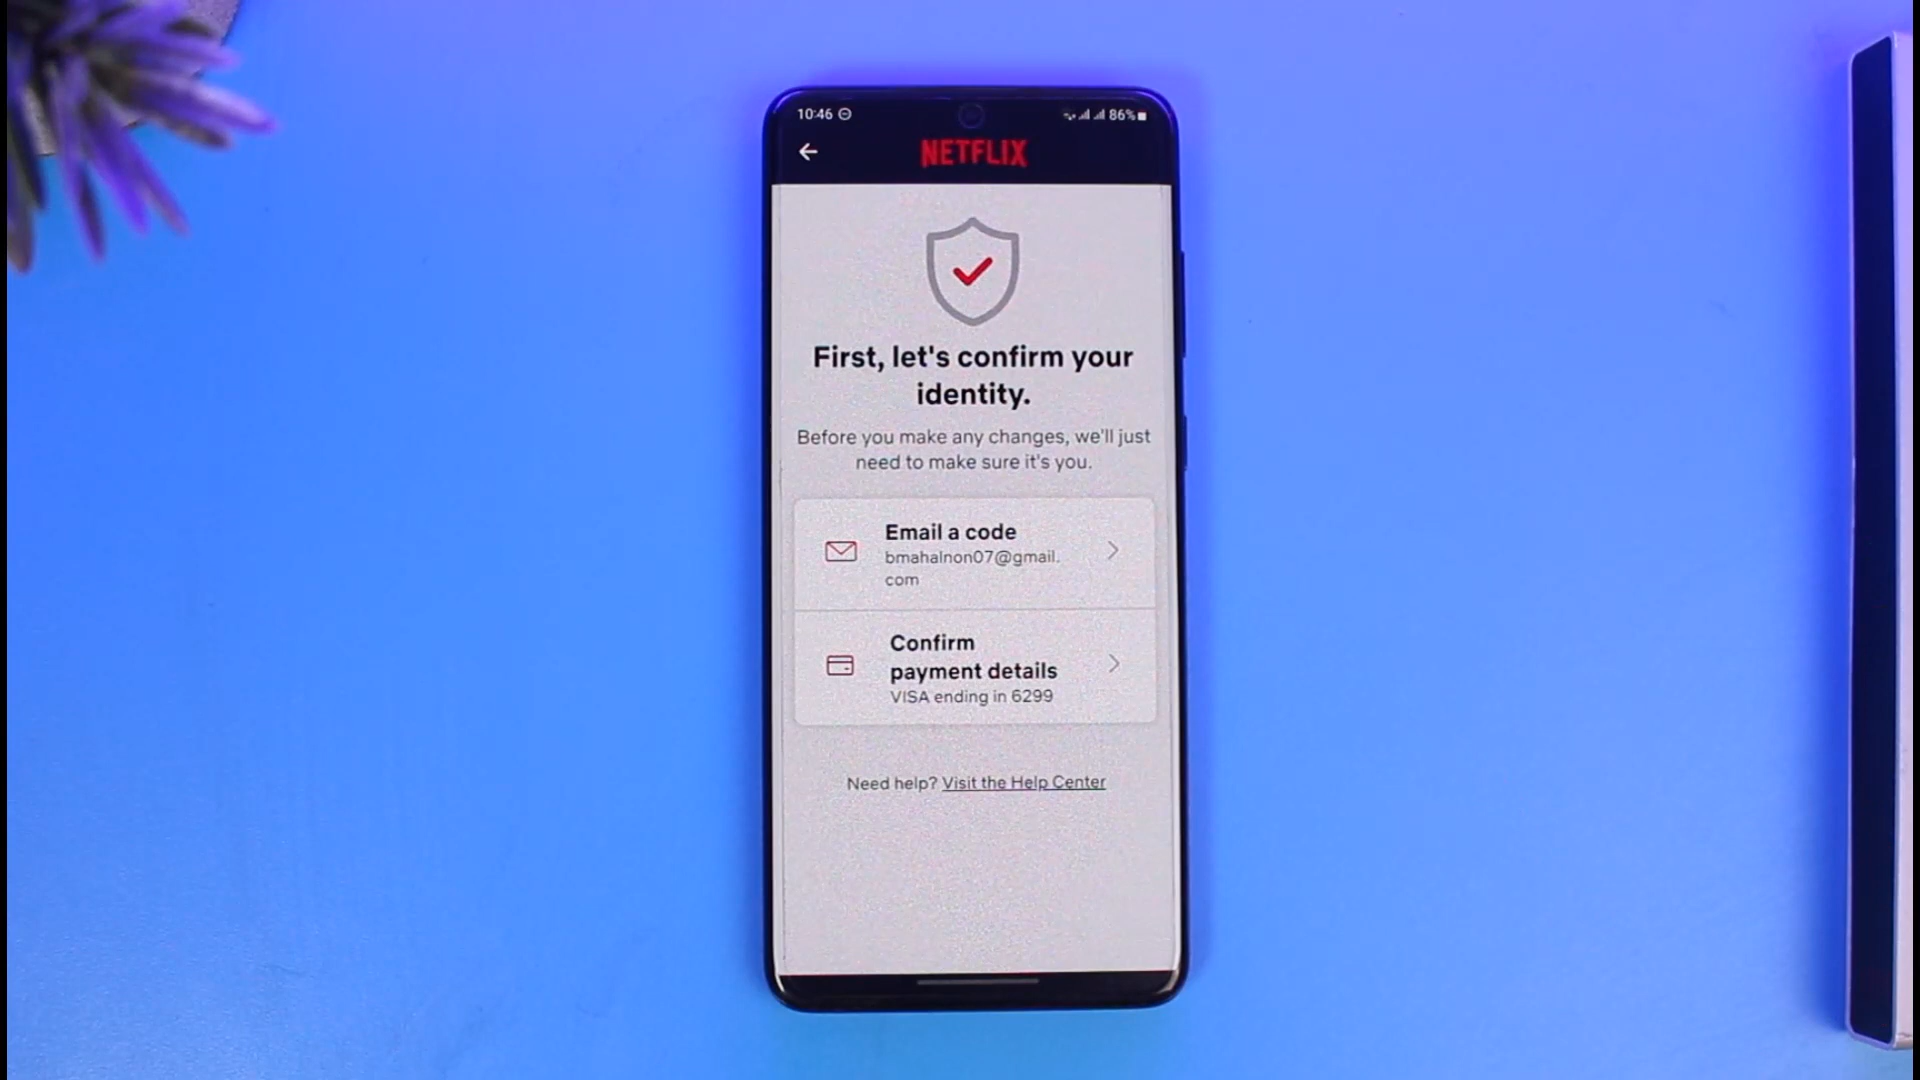 10:46
86%
NETFLIX
First, let's confirm your
identity.
Before you make any changes, we'll just
need to make sure it's you.
Email a code
bmahalnon07@gmail.
com
Confirm
payment details
VISA ending in 6299
Need help? Visit the Help Center